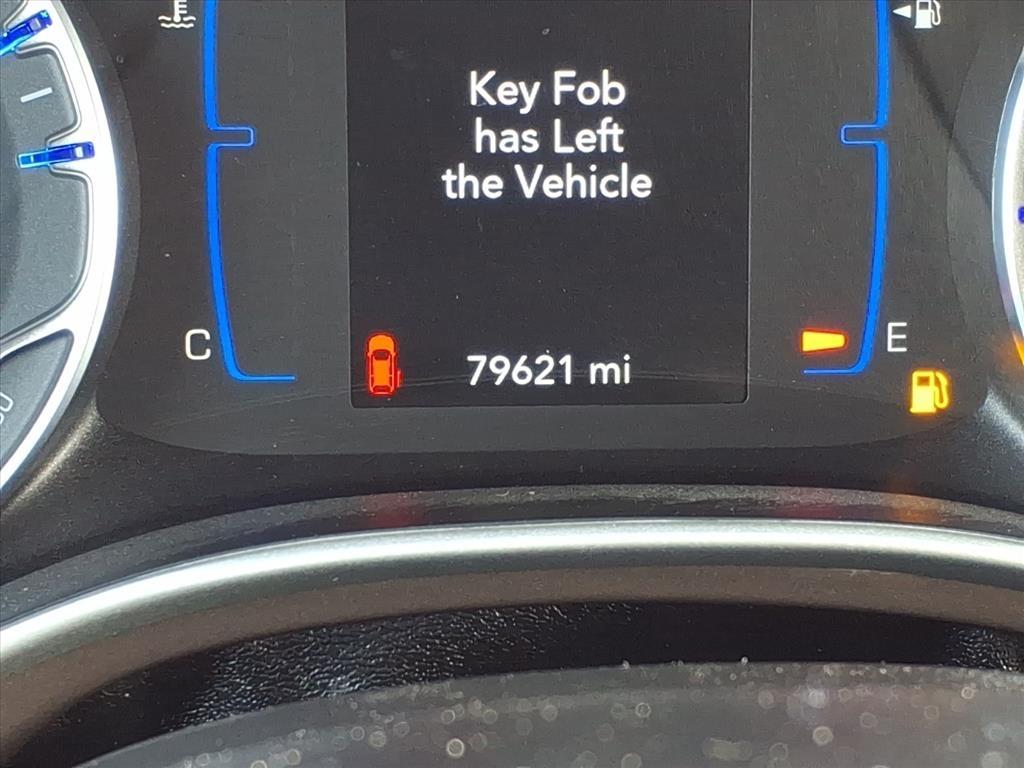 Key Fob
has Left
the Vehicle
C
79621 mi
E